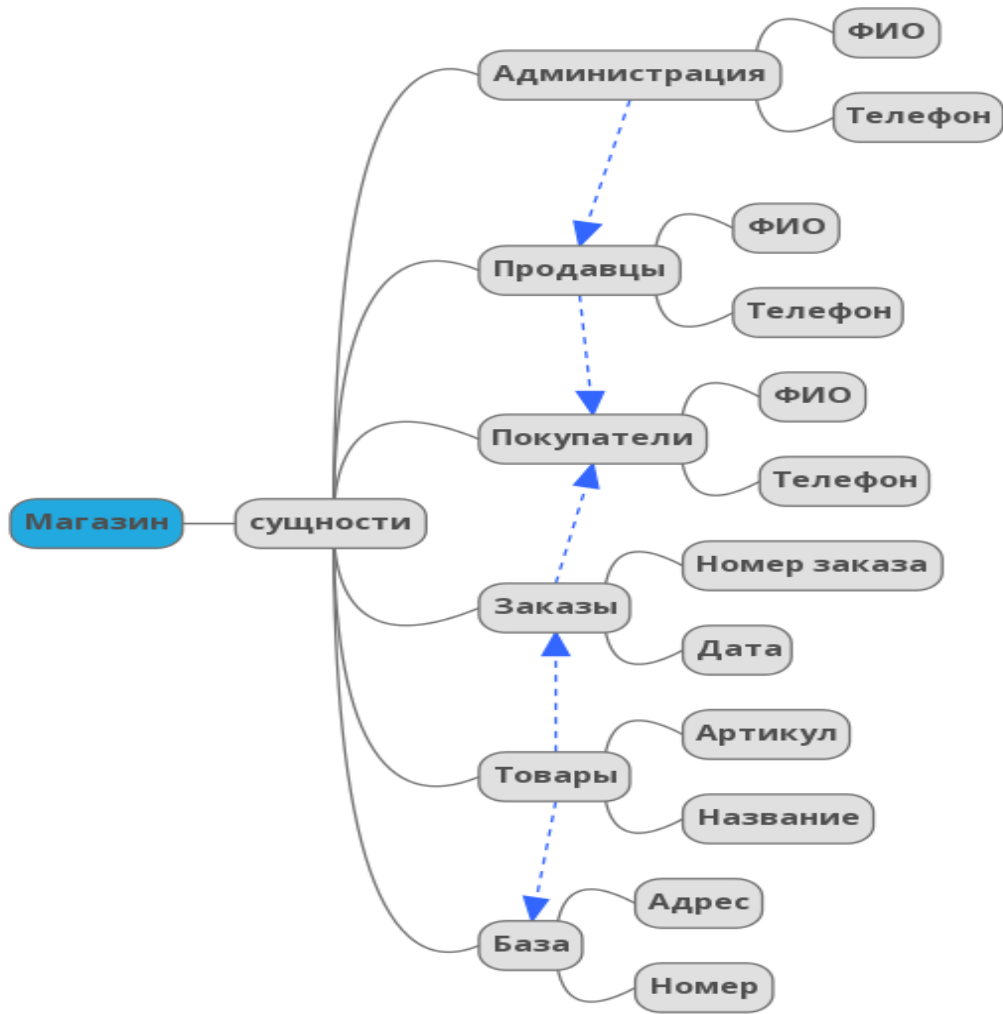 ФИО
Администрация
Телефон
ФИО
Продавцы
Телефон
ФИО
Покупатели
Телефон
Магазин
сущности
Номер заказа
Заказы
Дата
Артикул
Товары
Название
Адрес
База
Номер